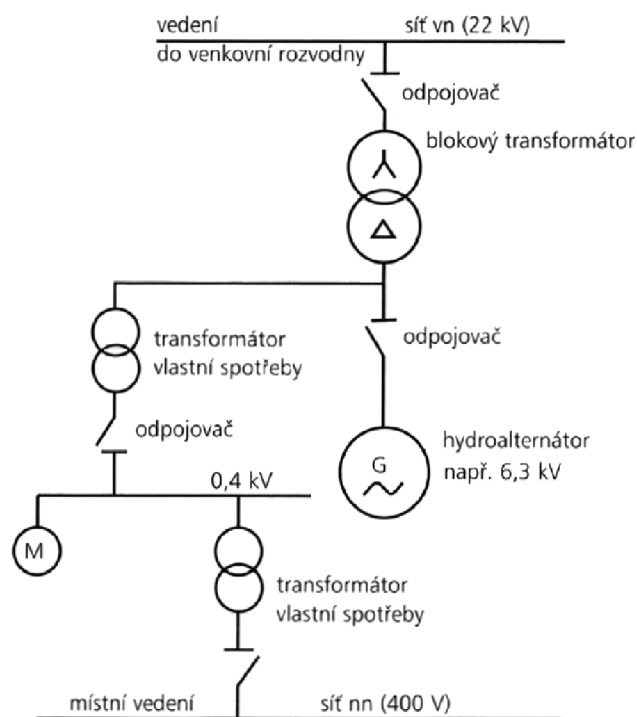 vedení síť vn (22 kV)
do venkovní rozvodny
odpojovač
blokový transformátor
transformátor
vlastní spotřeby
odpojovač
odpojovač
hydroalternátor
např. 6,3 kV
G
0,4 kV
M
transformátor
vlastní spotřeby
místní vedení síť nn (400 V)